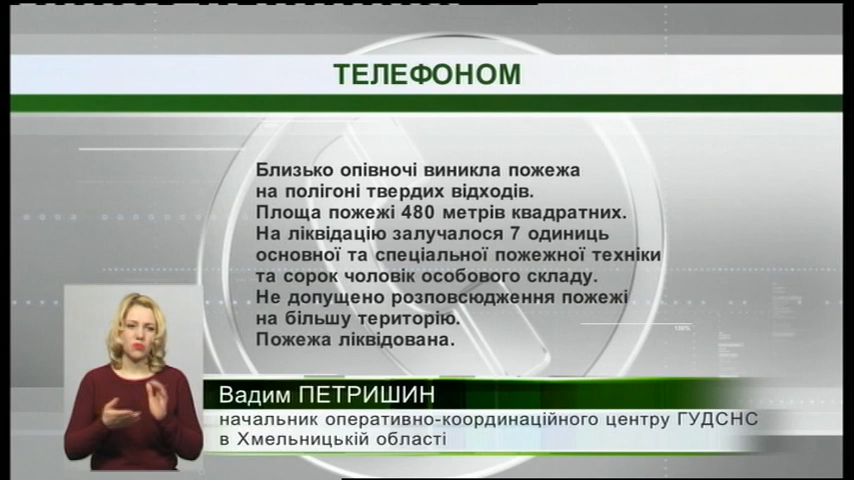 ТЕЛЕФОНОМ
Близько опівночі виникла пожежа
на полігоні твердих відходів.
Площа пожежі 480 метрів квадратних.
На ліквідацію залучалося 7 одиниць
основної та спеціальної пожежної техніки
та сорок чоловік особового складу.
Не допущено розповсюдження пожежі
на більшу територію.
Пожежа ліквідована.
Вадим ПЕТРИШИН
начальник оперативно-координаційного центру ГУДСНС
в Хмельницькій області